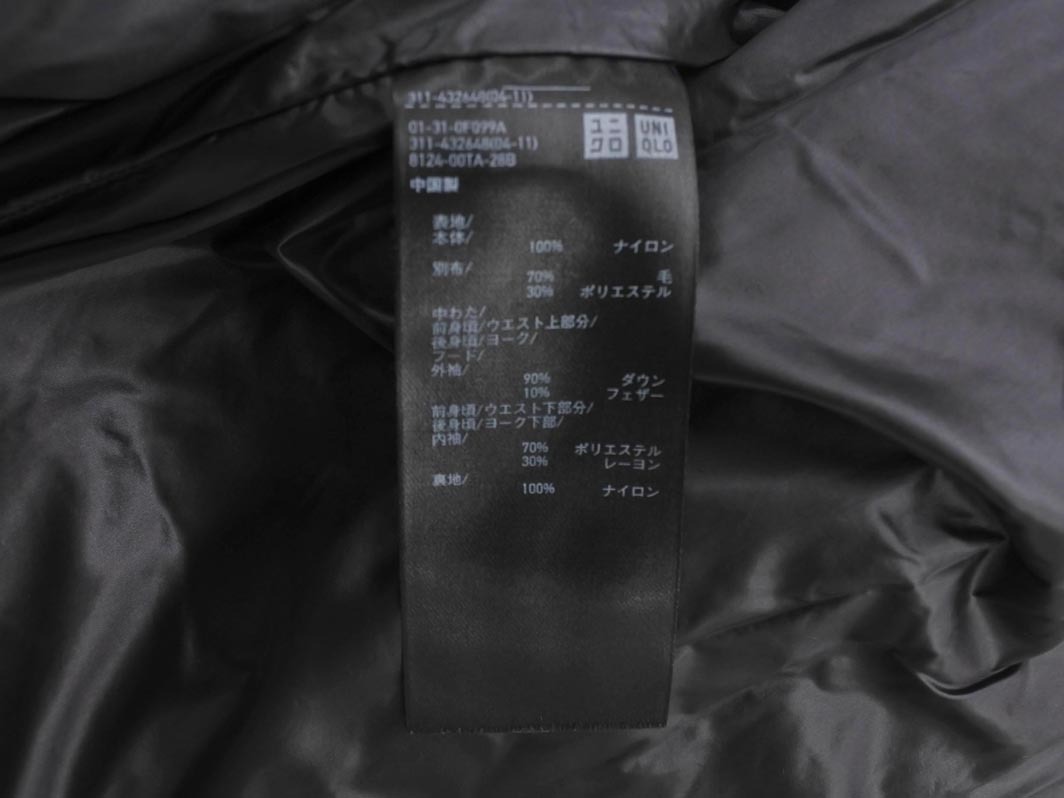 311-432648(04-11)
01-31-0F099A
311-432648(04-11)
8124-00TA-28B
ユニ
クロ
UNI
QLO
中国製
表地/
本体/
100% ナイロン
別布/
70% 毛
30% ポリエステル
中わた/
前身頃/ウエスト上部分/
後身頃/ヨーク/
フード/
外袖/
90% ダウン
10% フェザー
前身頃/ウエスト下部分/
後身頃/ヨーク下部/
内袖/
70% ポリエステル
30% レーヨン
裏地/
100% ナイロン